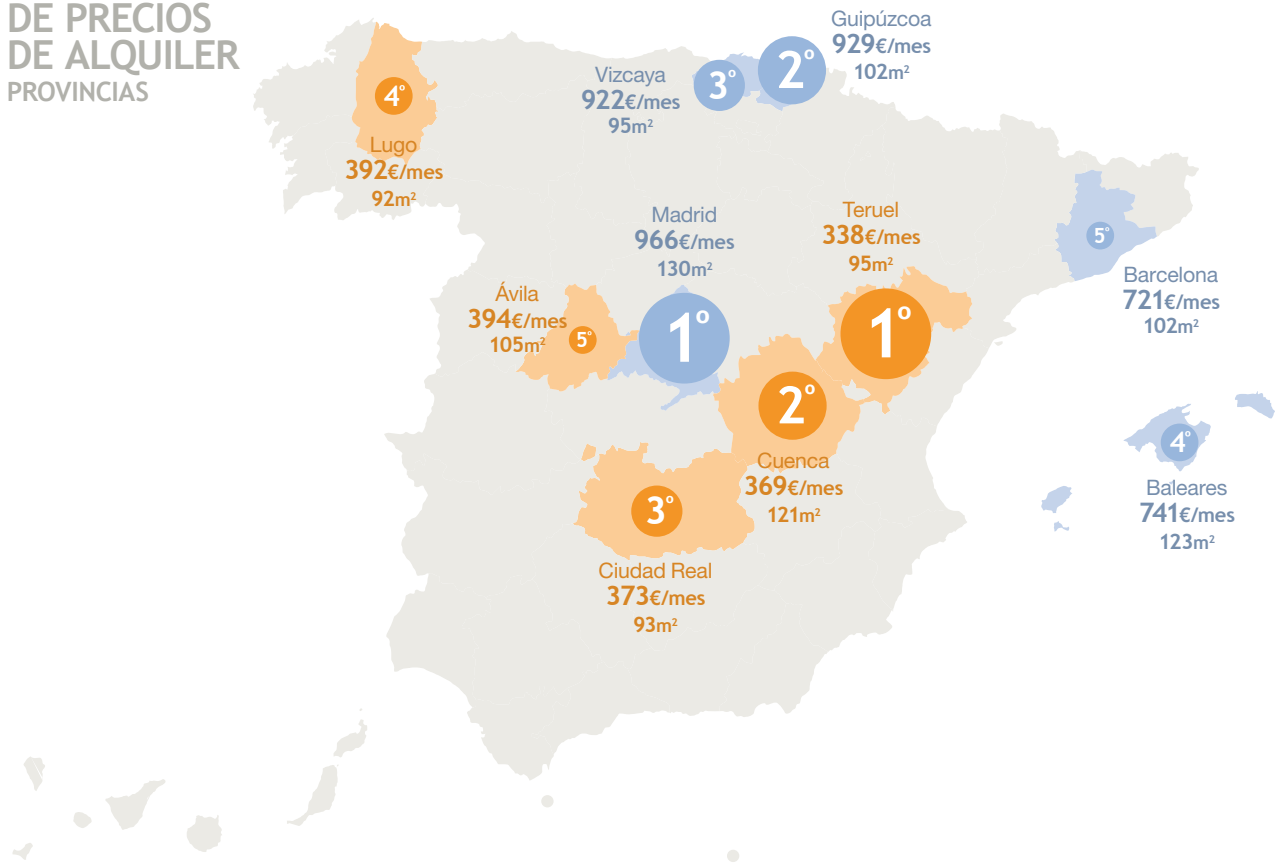 DE PRECIOS
DE ALQUILER
PROVINCIAS
Guipúzcoa
929€/mes
102m²
2º
Vizcaya
922€/mes
95m²
3º
4º
Lugo
392€/mes
92m²
Madrid
966€/mes
130m²
1º
Teruel
338€/mes
95m²
1º
5º
Barcelona
721€/mes
102m²
Ávila
394€/mes
105m²
5º
2º
Cuenca
369€/mes
121m²
4º
Baleares
741€/mes
123m²
3º
Ciudad Real
373€/mes
93m²